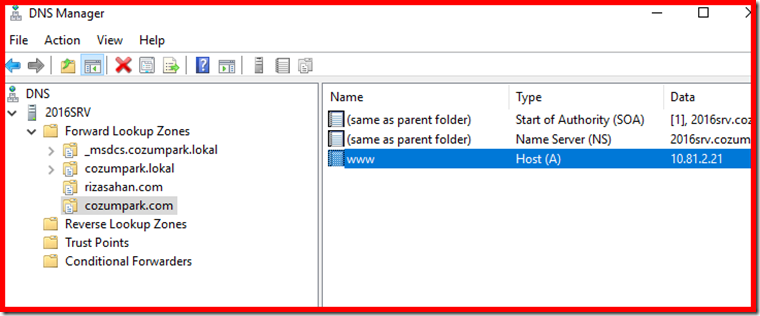 DNS Manager
File Action View Help
DNS
2016SRV
Forward Lookup Zones
_msdcs.cozumpark.lokal
cozumpark.lokal
rizasahan.com
cozumpark.com
Reverse Lookup Zones
Trust Points
Conditional Forwarders
Name Type Data
(same as parent folder) Start of Authority (SOA) [1], 2016srv.cozum
(same as parent folder) Name Server (NS) 2016srv.cozum
www Host (A) 10.81.2.21